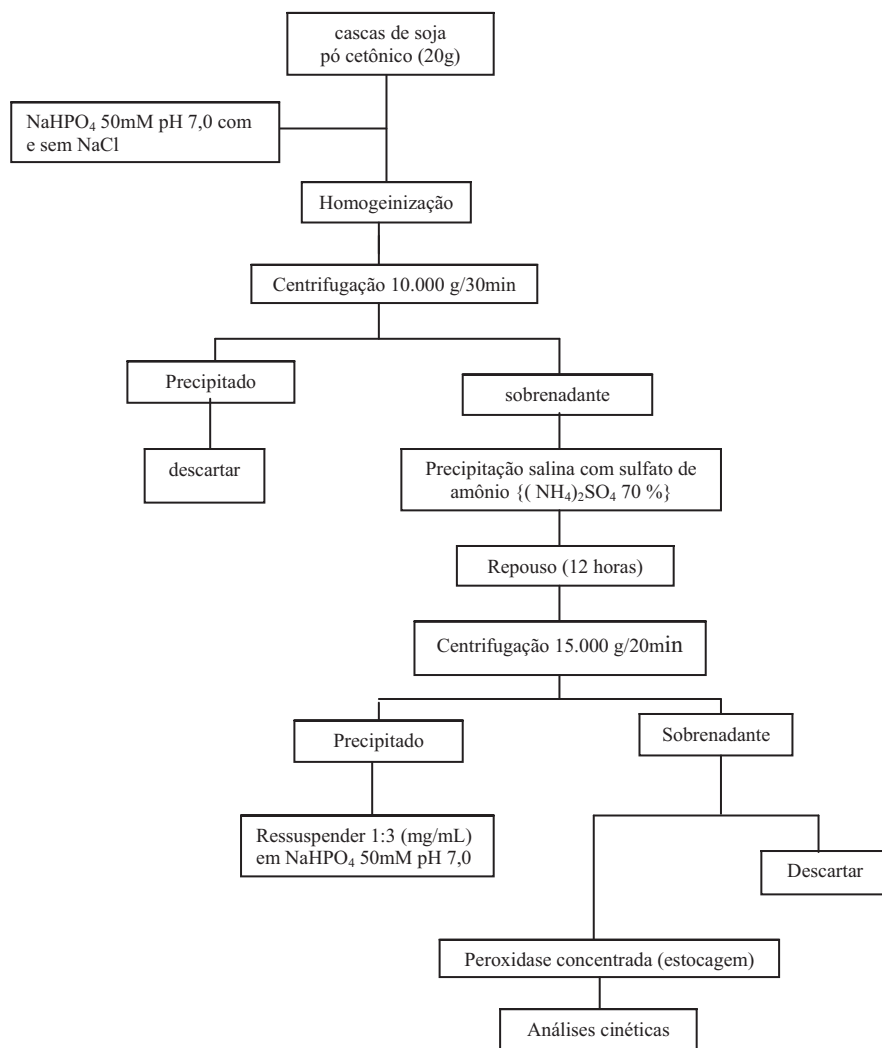 cascas de soja
pó cetônico (20g)
NaHPO₄ 50mM pH 7,0 com
e sem NaCl
Homogeinização
Centrifugação 10.000 g/30min
Precipitado
sobrenadante
descartar
Precipitação salina com sulfato de
amônio {( NH₄)₂SO₄ 70 %}
Repouso (12 horas)
Centrifugação 15.000 g/20min
Precipitado
Sobrenadante
Ressuspender 1:3 (mg/mL)
em NaHPO₄ 50mM pH 7,0
Descartar
Peroxidase concentrada (estocagem)
Análises cinéticas